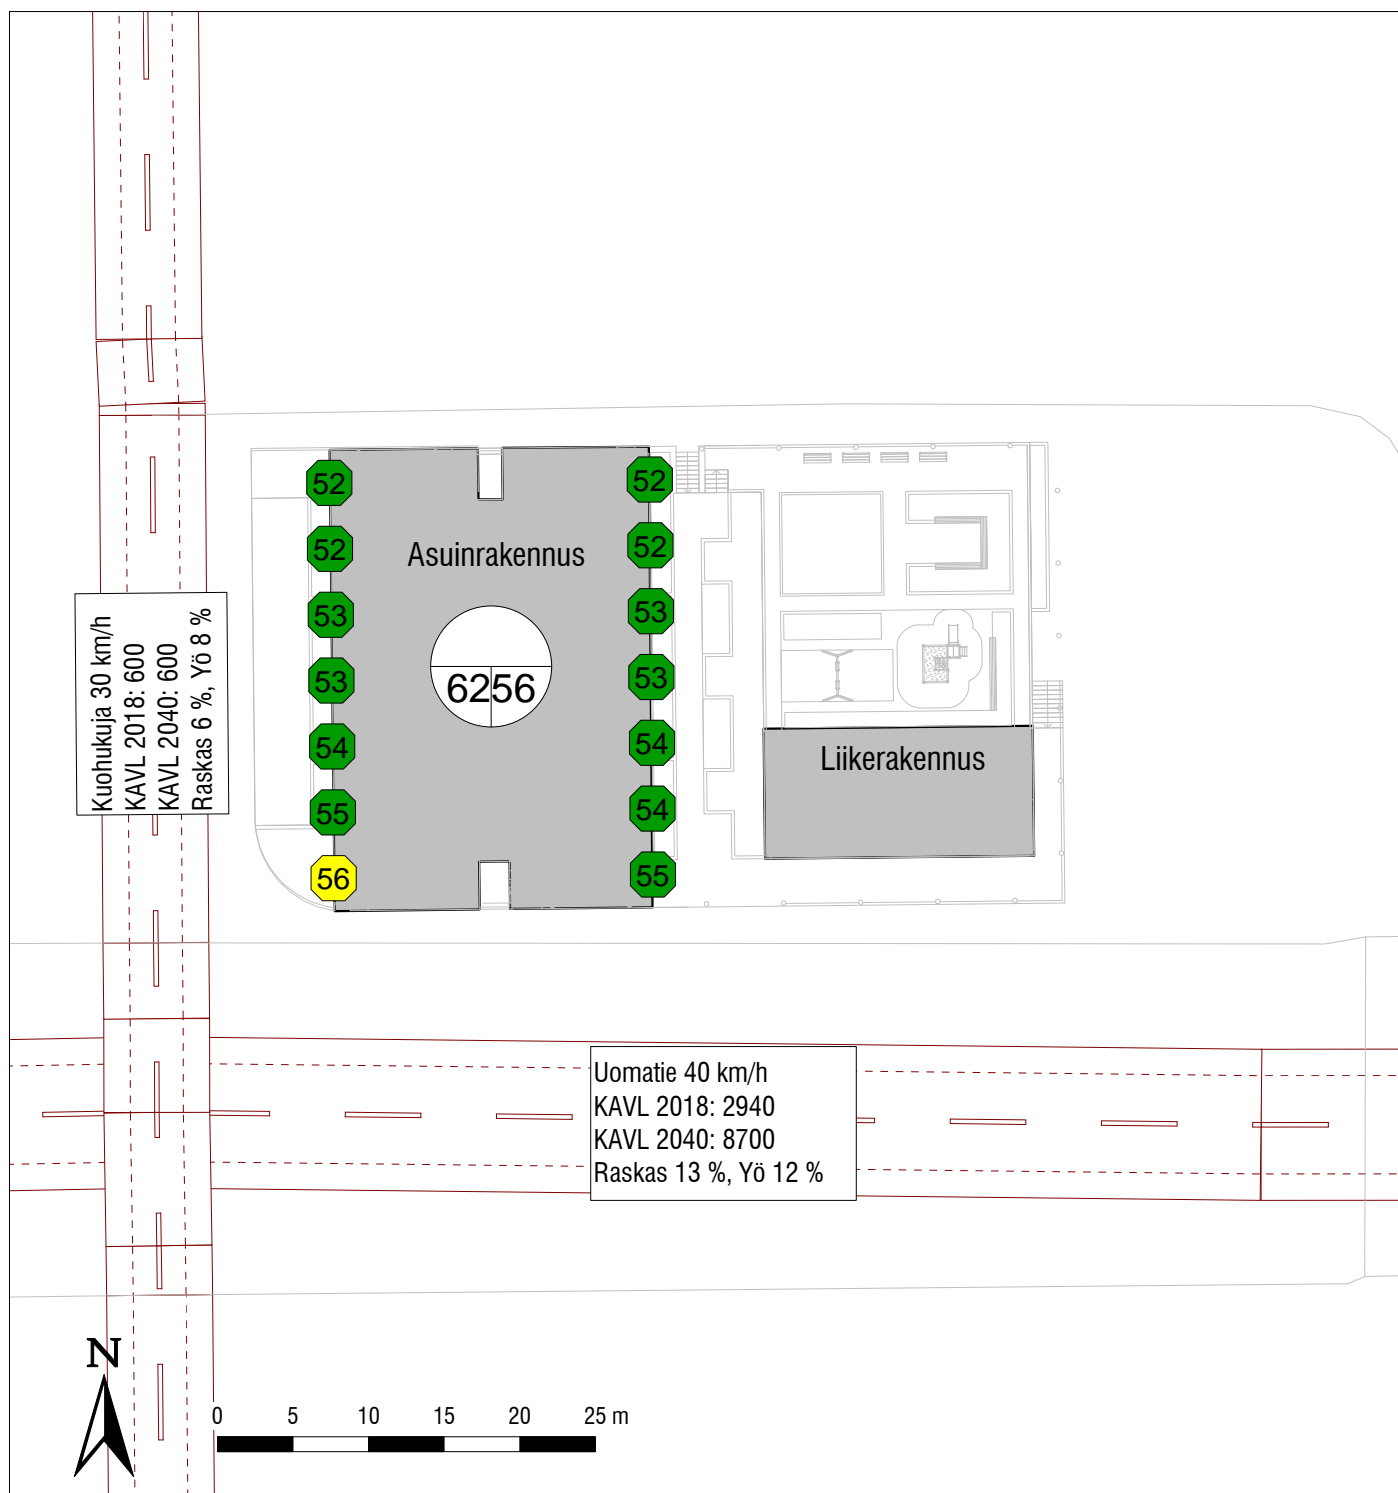 52
52
52
Asuinrakennus
52
53
53
Kuohukuja 30 km/h
KAVL 2018: 600
KAVL 2040: 600
Raskas 6 %, Yö 8 %
53
62 56
53
54
54
Liikerakennus
55
54
56
55
Uomatie 40 km/h
KAVL 2018: 2940
KAVL 2040: 8700
Raskas 13 %, Yö 12 %
N
0 5 10 15 20 25 m